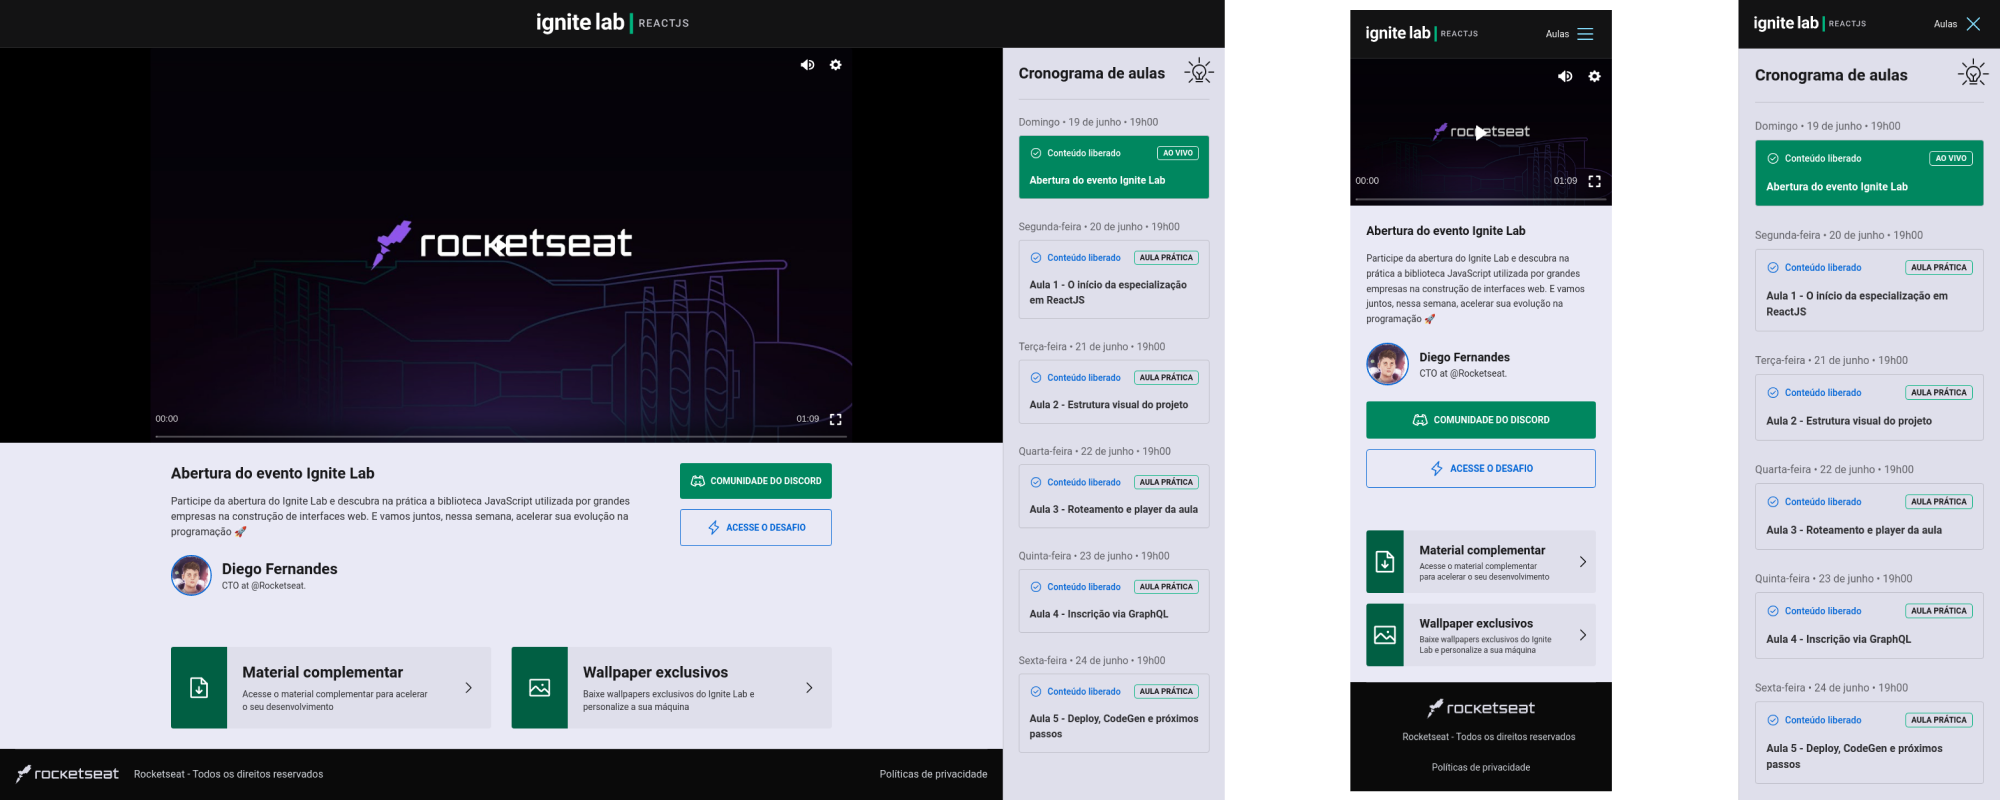 ignite lab | REACTJS
rocketseat
00:00
01:09
Abertura do evento Ignite Lab
Participe da abertura do Ignite Lab e descubra na prática a biblioteca JavaScript utilizada por grandes
empresas na construção de interfaces web. E vamos juntos, nessa semana, acelerar sua evolução na
programação 🚀
Diego Fernandes
CTO at @Rocketseat.
COMUNIDADE DO DISCORD
ACESSE O DESAFIO
Material complementar
Acesse o material complementar para acelerar
o seu desenvolvimento
Wallpaper exclusivos
Baixe wallpapers exclusivos do Ignite Lab e
personalize a sua máquina
rocketseat
Rocketseat - Todos os direitos reservados
Políticas de privacidade
Cronograma de aulas
Domingo • 19 de junho • 19h00
Conteúdo liberado
AO VIVO
Abertura do evento Ignite Lab
Segunda-feira • 20 de junho • 19h00
Conteúdo liberado
AULA PRÁTICA
Aula 1 - O início da especialização
em ReactJS
Terça-feira • 21 de junho • 19h00
Conteúdo liberado
AULA PRÁTICA
Aula 2 - Estrutura visual do projeto
Quarta-feira • 22 de junho • 19h00
Conteúdo liberado
AULA PRÁTICA
Aula 3 - Roteamento e player da aula
Quinta-feira • 23 de junho • 19h00
Conteúdo liberado
AULA PRÁTICA
Aula 4 - Inscrição via GraphQL
Sexta-feira • 24 de junho • 19h00
Conteúdo liberado
AULA PRÁTICA
Aula 5 - Deploy, CodeGen e próximos
passos
ignite lab | REACTJS
Aulas
rocketseat
00:00
01:09
Abertura do evento Ignite Lab
Participe da abertura do Ignite Lab e descubra na
prática a biblioteca JavaScript utilizada por grandes
empresas na construção de interfaces web. E vamos
juntos, nessa semana, acelerar sua evolução na
programação 🚀
Diego Fernandes
CTO at @Rocketseat.
COMUNIDADE DO DISCORD
ACESSE O DESAFIO
Material complementar
Acesse o material complementar
para acelerar o seu desenvolvimento
Wallpaper exclusivos
Baixe wallpapers exclusivos do Ignite
Lab e personalize a sua máquina
rocketseat
Rocketseat - Todos os direitos reservados
Políticas de privacidade
ignite lab | REACTJS
Aulas
Cronograma de aulas
Domingo • 19 de junho • 19h00
Conteúdo liberado
AO VIVO
Abertura do evento Ignite Lab
Segunda-feira • 20 de junho • 19h00
Conteúdo liberado
AULA PRÁTICA
Aula 1 - O início da especialização em
ReactJS
Terça-feira • 21 de junho • 19h00
Conteúdo liberado
AULA PRÁTICA
Aula 2 - Estrutura visual do projeto
Quarta-feira • 22 de junho • 19h00
Conteúdo liberado
AULA PRÁTICA
Aula 3 - Roteamento e player da aula
Quinta-feira • 23 de junho • 19h00
Conteúdo liberado
AULA PRÁTICA
Aula 4 - Inscrição via GraphQL
Sexta-feira • 24 de junho • 19h00
Conteúdo liberado
AULA PRÁTICA
Aula 5 - Deploy, CodeGen e próximos
passos